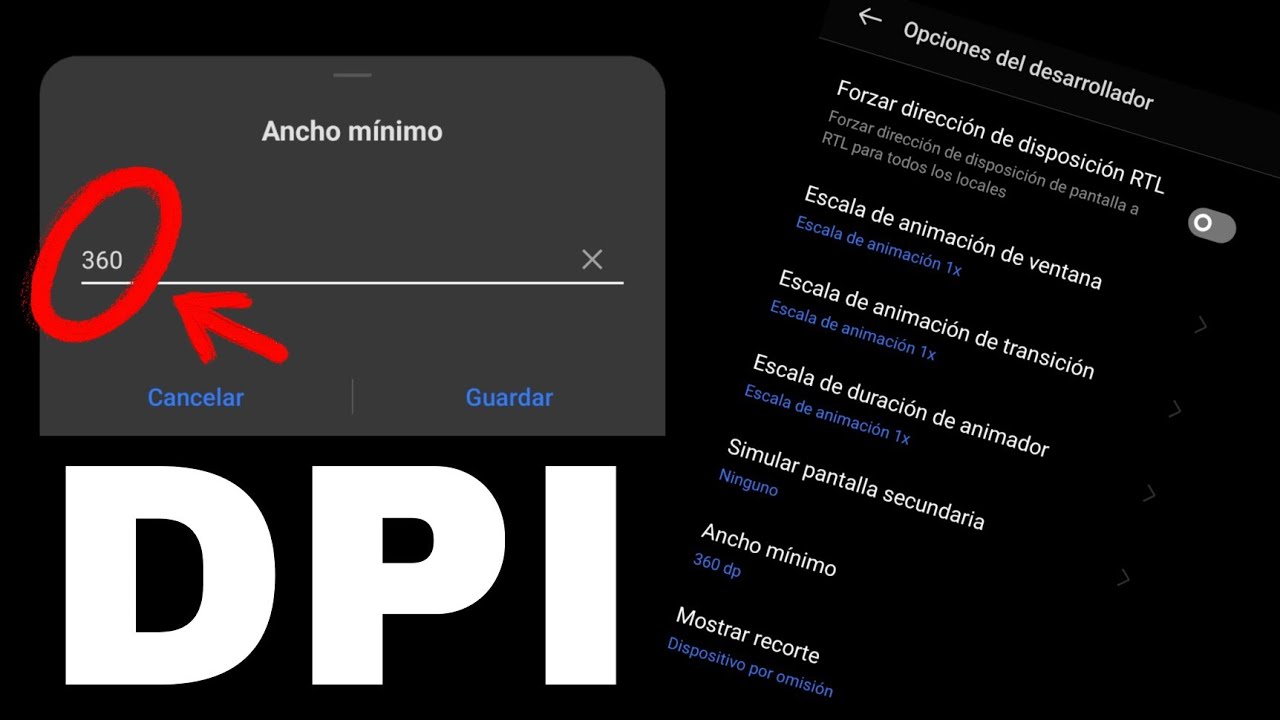 Ancho mínimo
360
Cancelar
Guardar
DPI
Opciones del desarrollador
Forzar dirección de disposición RTL
Forzar dirección de disposición de pantalla a
RTL para todos los locales
Escala de animación de ventana
Escala de animación 1x
Escala de animación de transición
Escala de animación 1x
Escala de duración de animador
Escala de animación 1x
Simular pantalla secundaria
Ninguno
Ancho mínimo
360 dp
Mostrar recorte
Dispositivo por omisión